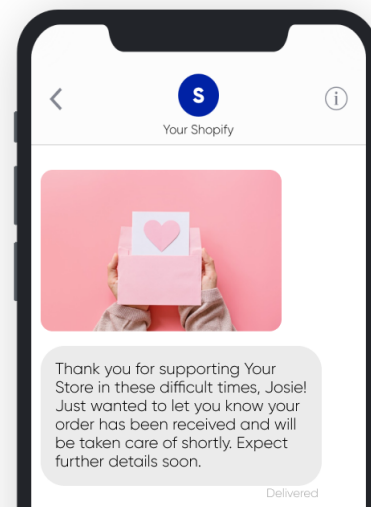 S
Your Shopify
Thank you for supporting Your
Store in these difficult times, Josie!
Just wanted to let you know your
order has been received and will
be taken care of shortly. Expect
further details soon.
Delivered